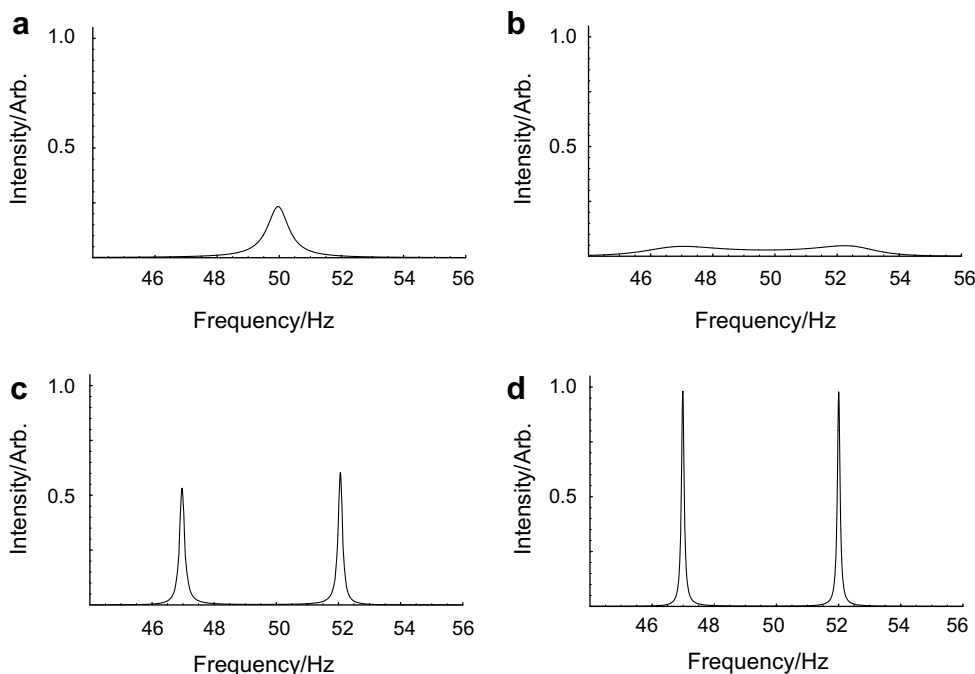 a
1.0
0.5
Intensity/Arb.
46 48 50 52 54 56
Frequency/Hz
b
1.0
0.5
Intensity/Arb.
46 48 50 52 54 56
Frequency/Hz
c
1.0
0.5
Intensity/Arb.
46 48 50 52 54 56
Frequency/Hz
d
1.0
0.5
Intensity/Arb.
46 48 50 52 54 56
Frequency/Hz